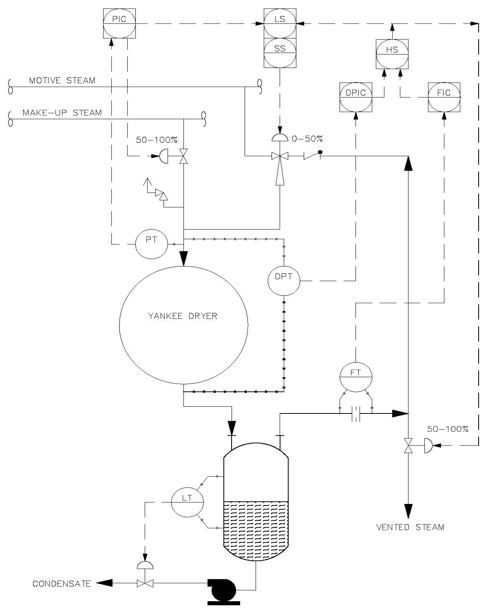 PIC
LS
SS
HS
MOTIVE STEAM
DPIC
FIC
MAKE-UP STEAM
50-100%
0-50%
PT
DPT
YANKEE DRYER
FT
50-100%
LT
VENTED STEAM
CONDENSATE